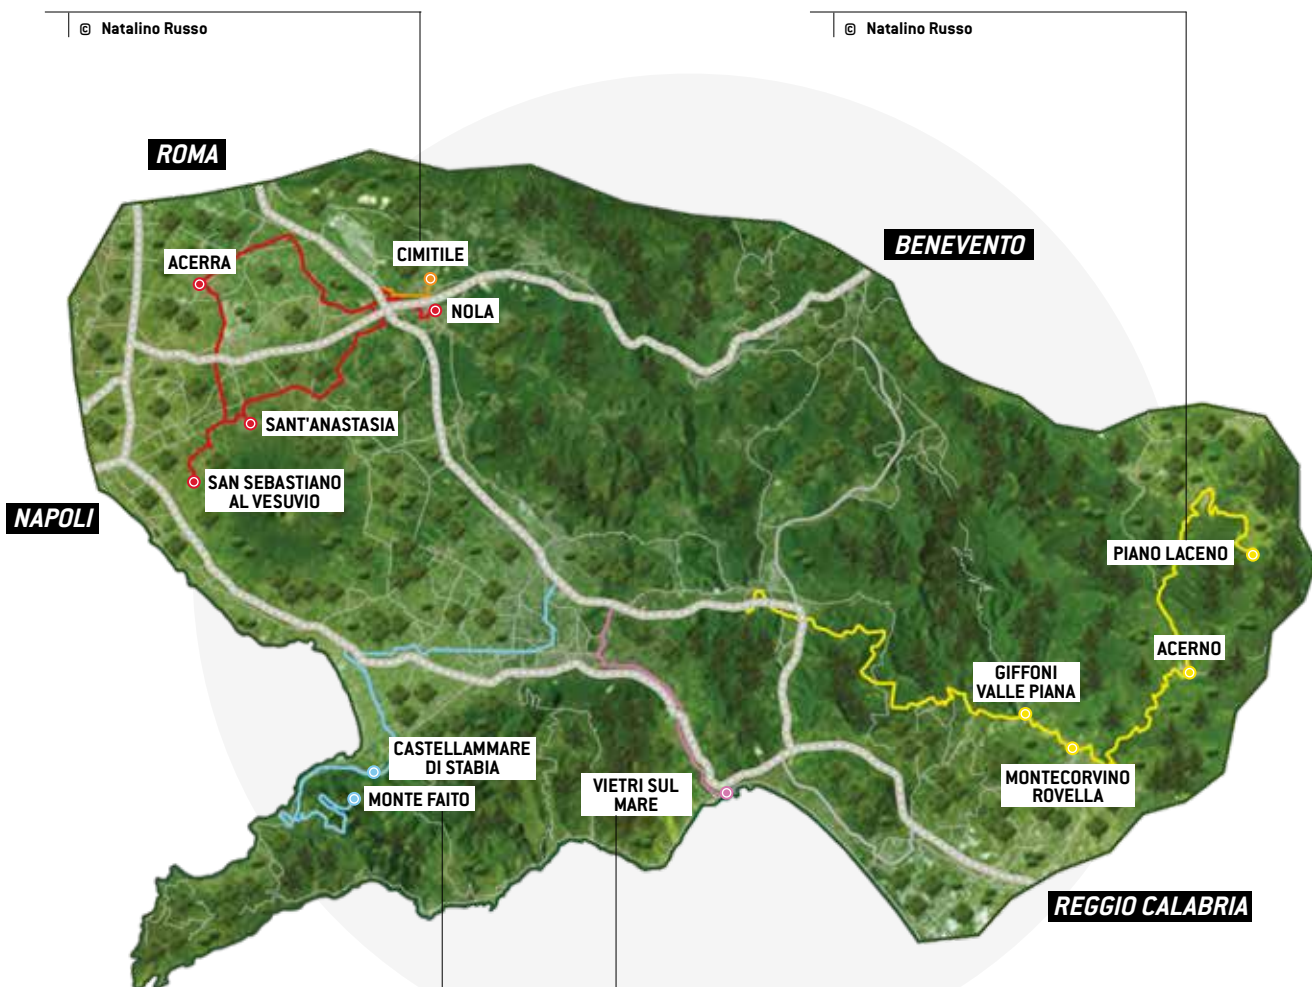 © Natalino Russo
© Natalino Russo
ROMA
BENEVENTO
ACERRA
CIMITILE
NOLA
SANT'ANASTASIA
SAN SEBASTIANO
AL VESUVIO
NAPOLI
PIANO LACENO
ACERNO
GIFFONI
VALLE PIANA
CASTELLAMMARE
DI STABIA
MONTE FAITO
VIETRI SUL
MARE
MONTECORVINO
ROVELLA
REGGIO CALABRIA